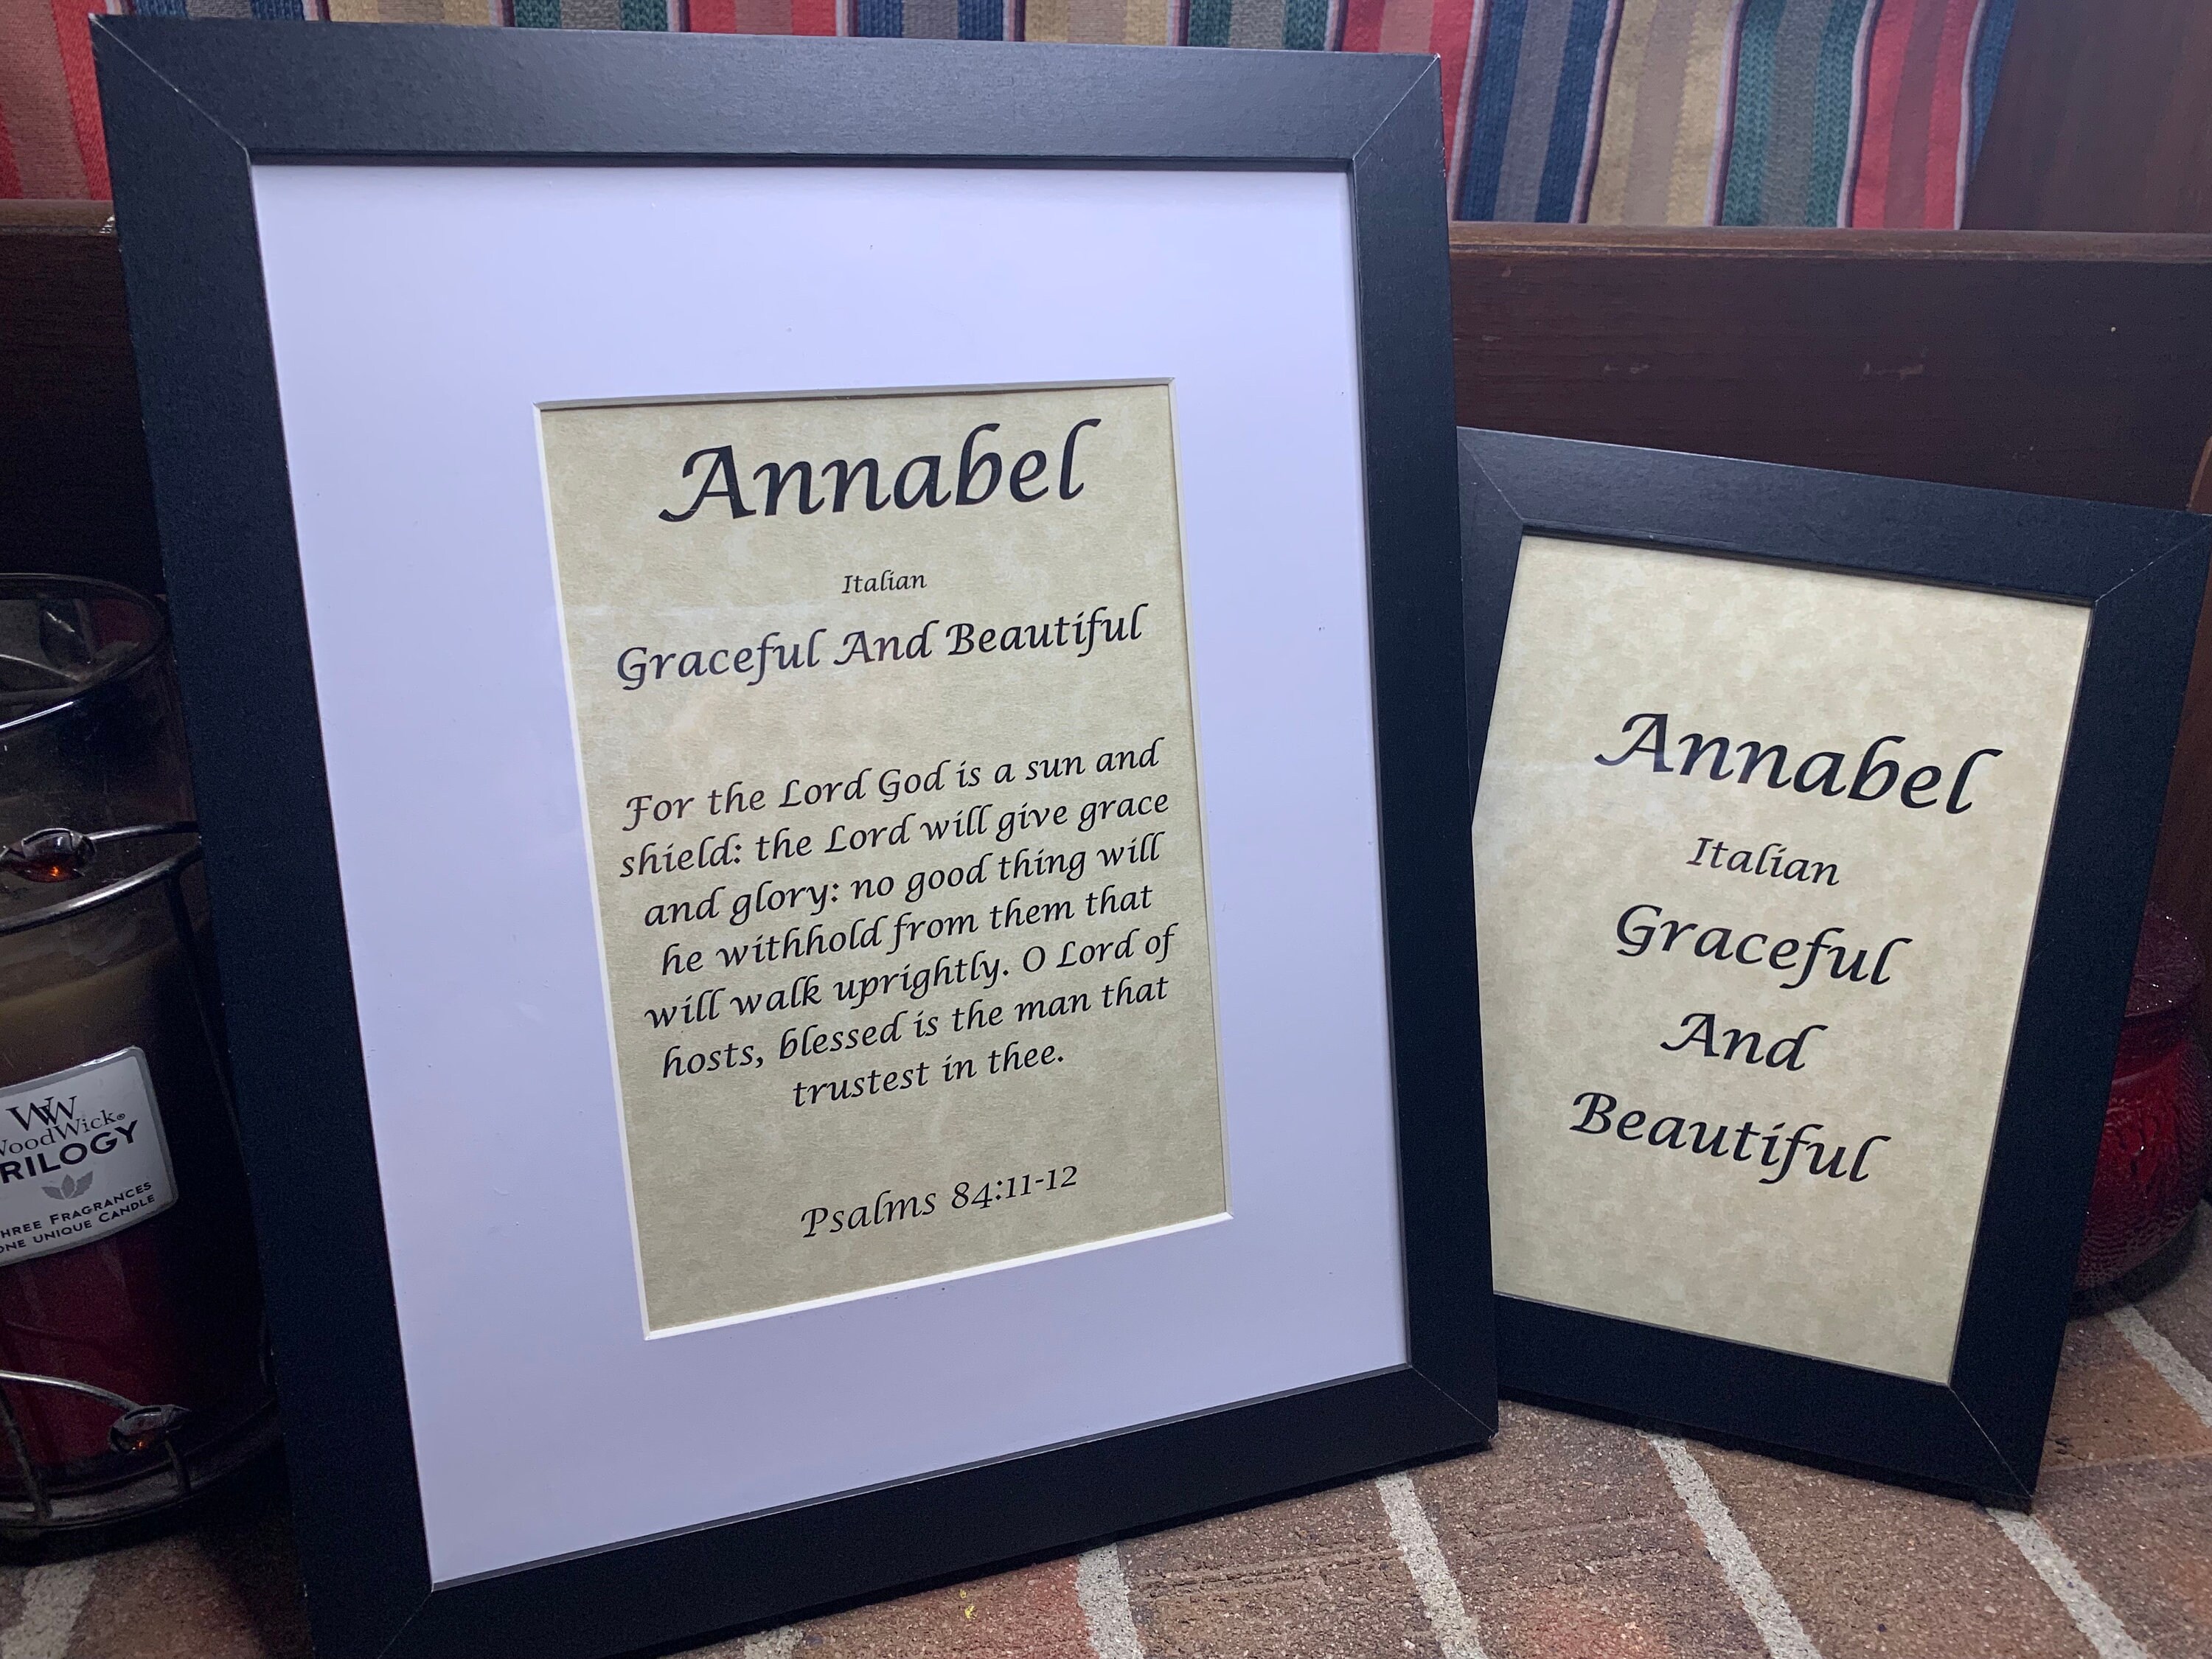 Annabel
Italian
Graceful And Beautiful
For the Lord God is a sun and
shield: the Lord will give grace
and glory: no good thing will
he withhold from them that
will walk uprightly. O Lord of
hosts, blessed is the man that
trustest in thee.
Psalms 84:11-12
Annabel
Italian
Graceful
And
Beautiful
WW
WoodWick®
TRILOGY
THREE FRAGRANCES
ONE UNIQUE CANDLE